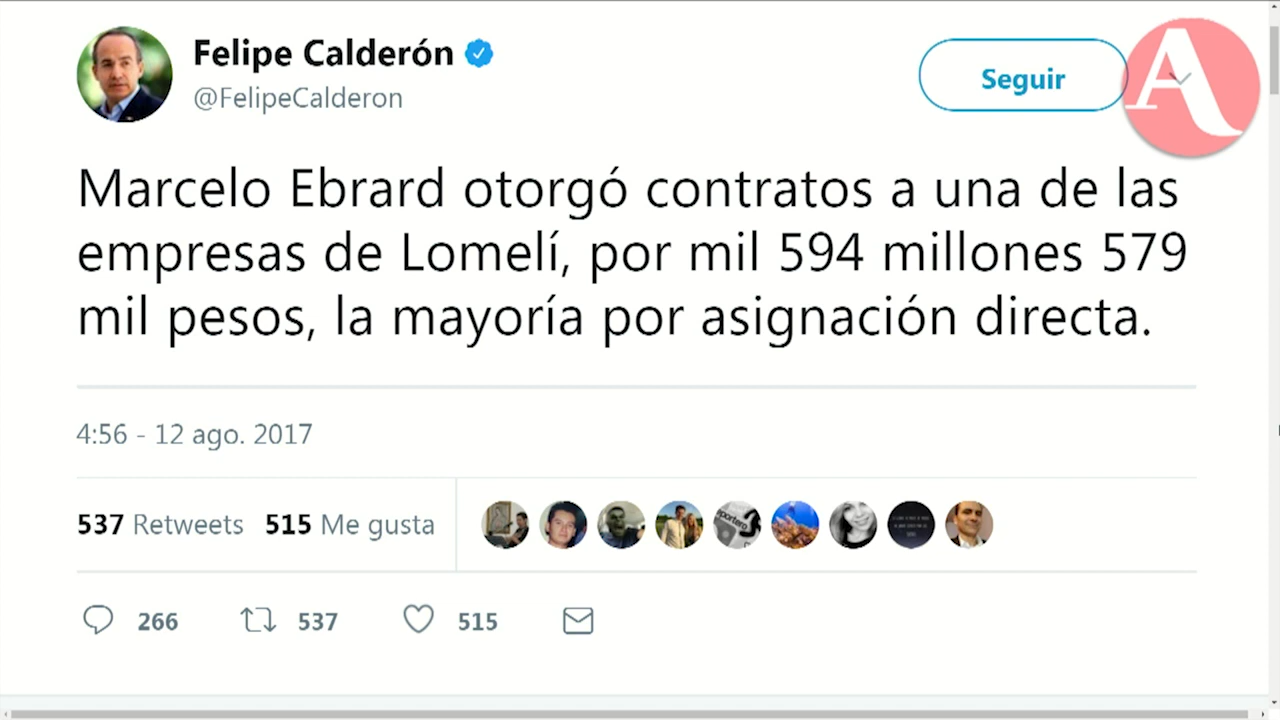 Felipe Calderón
@FelipeCalderon
Seguir
A
Marcelo Ebrard otorgó contratos a una de las
empresas de Lomelí, por mil 594 millones 579
mil pesos, la mayoría por asignación directa.
4:56 - 12 ago. 2017
537 Retweets 515 Me gusta
eportero
266 537 515